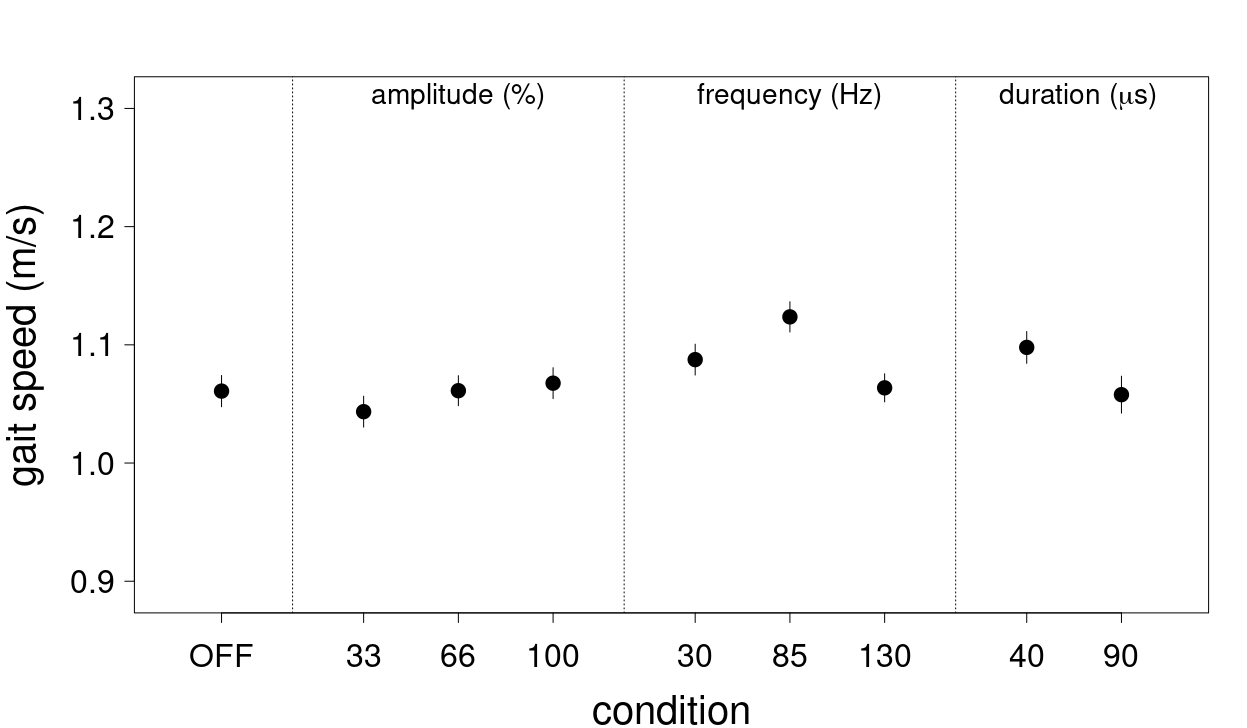 amplitude (%) frequency (Hz) duration (μs)
1.3
1.2
1.1
1.0
0.9
gait speed (m/s)
OFF 33 66 100 30 85 130 40 90
condition